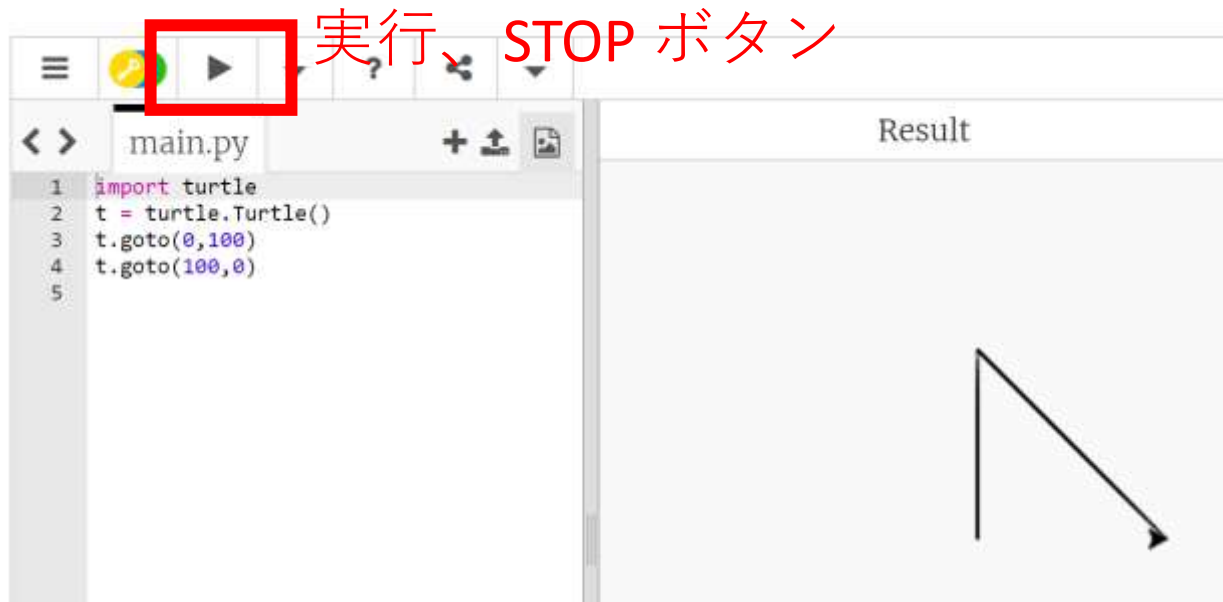 実行、STOP ボタン
?
main.py
Result
1 import turtle
2 t = turtle.Turtle()
3 t.goto(0,100)
4 t.goto(100,0)
5